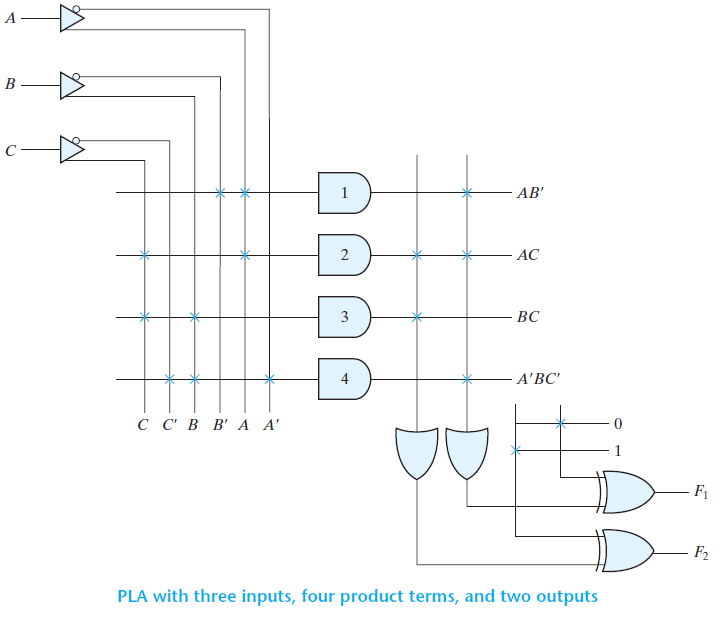 A
B
C
1
AB'
2
AC
3
BC
4
A'BC'
C C' B B' A A'
0
1
F1
F2
PLA with three inputs, four product terms, and two outputs